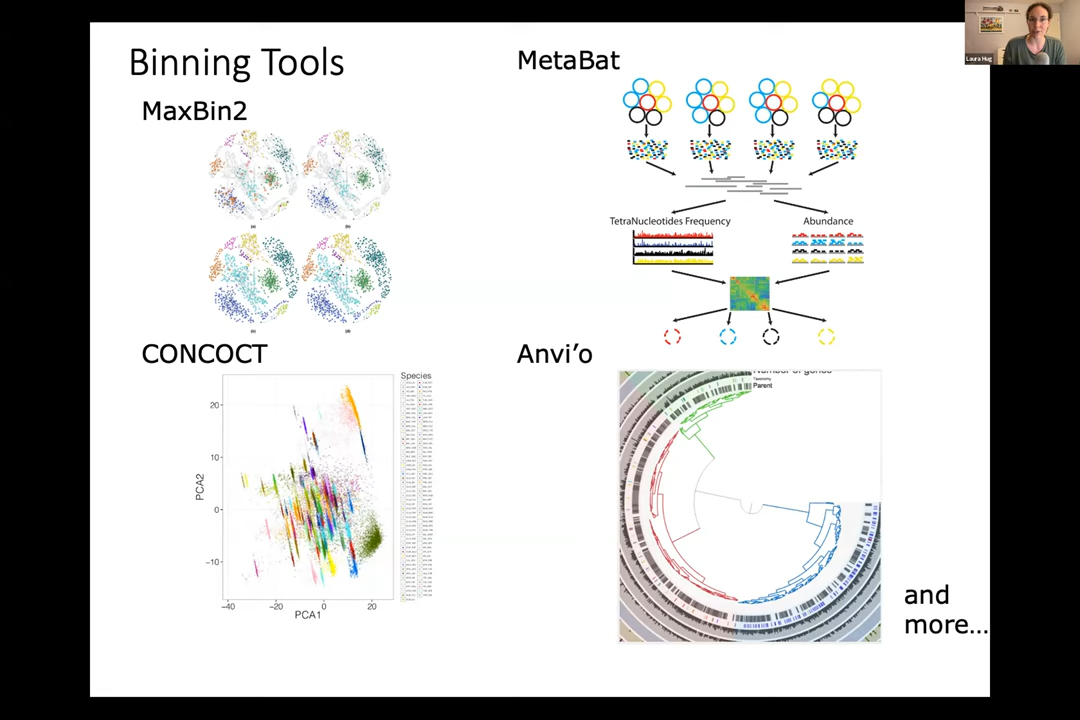 Binning Tools
MaxBin2
MetaBat
TetraNucleotides Frequency
Abundance
CONCOCT
Species
20
10
0
−10
PCA2
−40
−20
0
20
PCA1
Anvi’o
Number of genes
Taxonomy
Parent
and
more...
Laura Hug